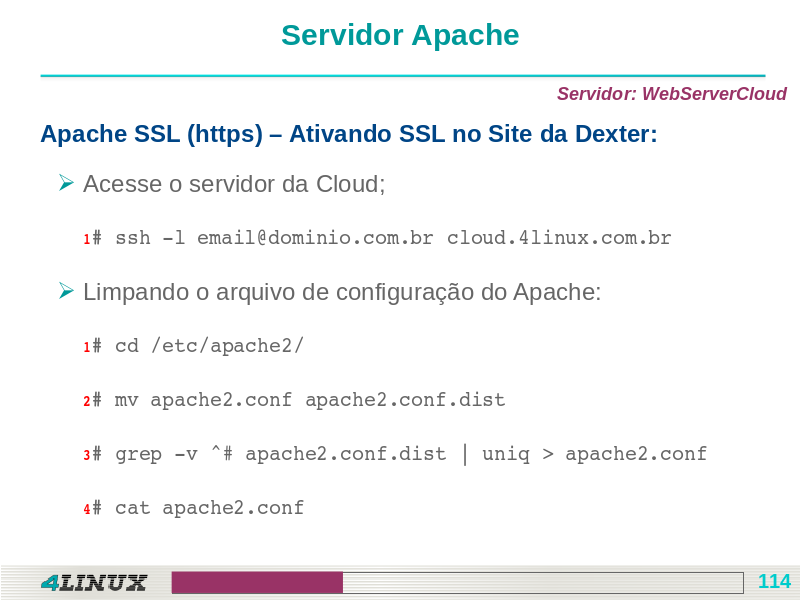 Servidor Apache
Servidor: WebServerCloud
Apache SSL (https) – Ativando SSL no Site da Dexter:
Acesse o servidor da Cloud;
1# ssh -l email@dominio.com.br cloud.4linux.com.br
Limpando o arquivo de configuração do Apache:
1# cd /etc/apache2/
2# mv apache2.conf apache2.conf.dist
3# grep -v ^# apache2.conf.dist | uniq > apache2.conf
4# cat apache2.conf
4LINUX
114